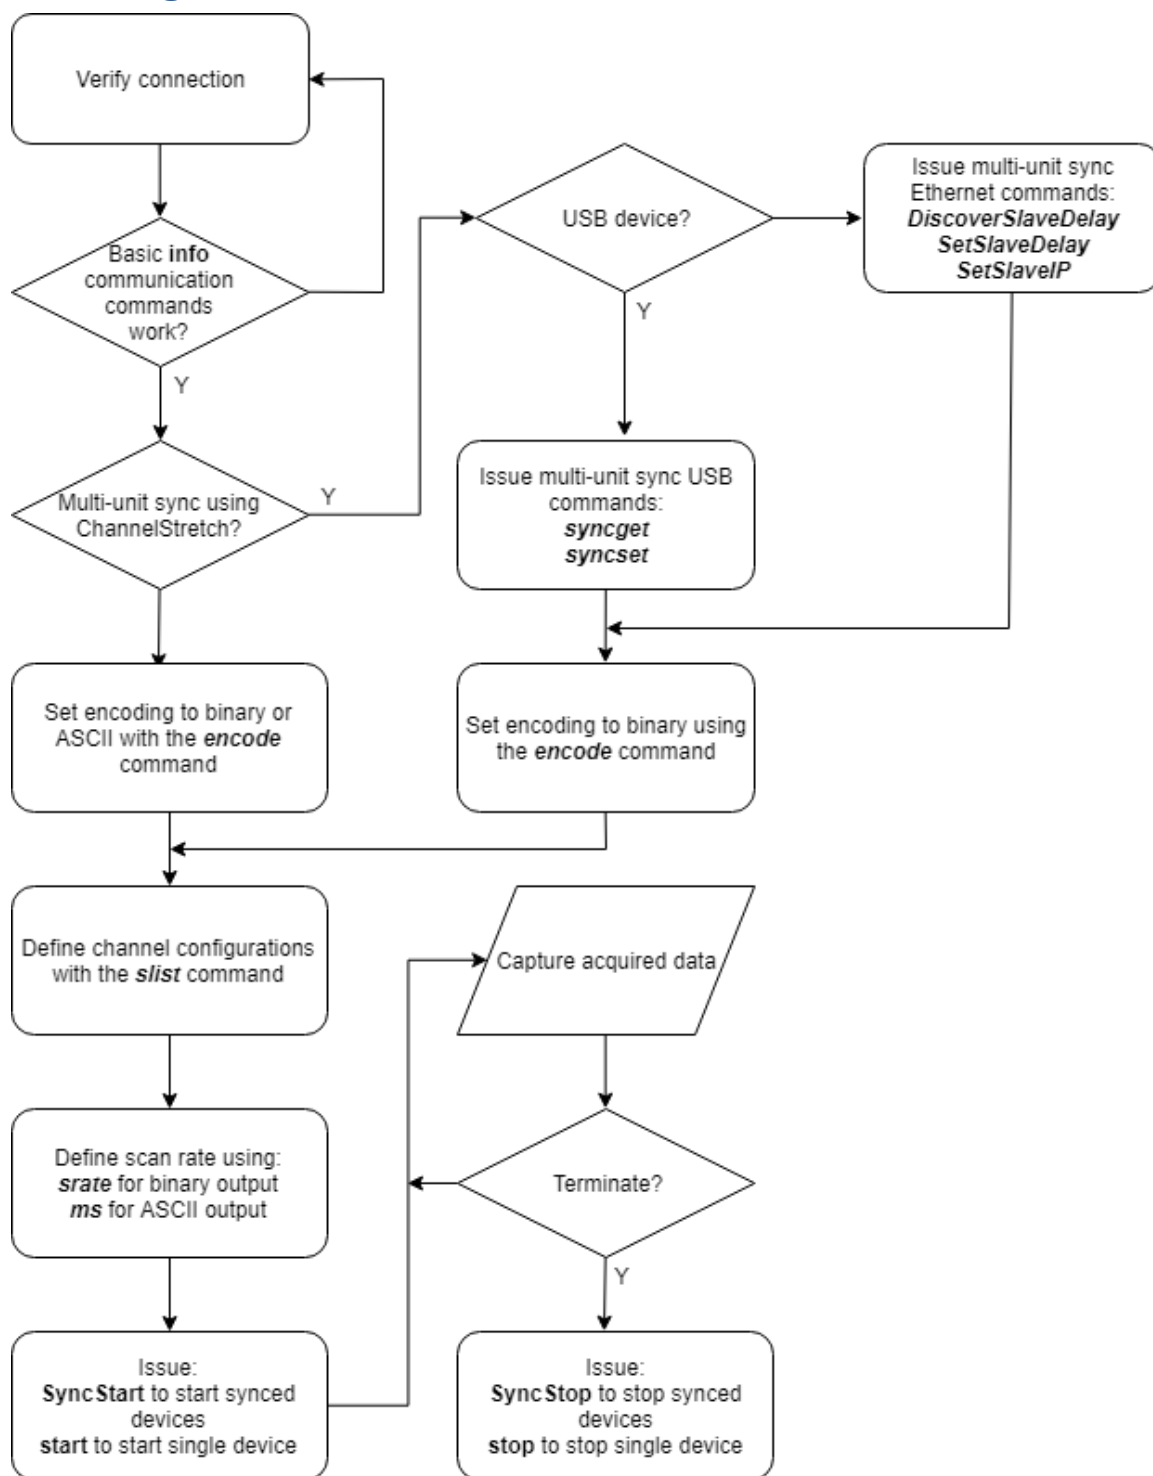 Verify connection
Basic info
communication
commands
work?
Y
Multi-unit sync using
ChannelStretch?
Y
USB device?
Y
Issue multi-unit sync
Ethernet commands:
DiscoverSlaveDelay
SetSlaveDelay
SetSlaveIP
Issue multi-unit sync USB
commands:
syncget
syncset
Set encoding to binary or
ASCII with the encode
command
Set encoding to binary using
the encode command
Define channel configurations
with the slist command
Define scan rate using:
srate for binary output
ms for ASCII output
Issue:
SyncStart to start synced
devices
start to start single device
Capture acquired data
Terminate?
Y
Issue:
SyncStop to stop synced
devices
stop to stop single device